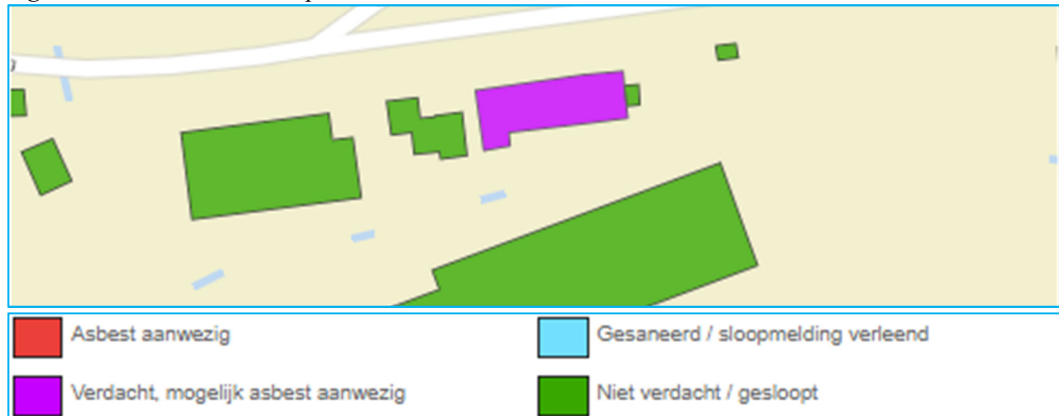 Asbest aanwezig
Gesaneerd / sloopmelding verleend
Verdacht, mogelijk asbest aanwezig
Niet verdacht / gesloopt